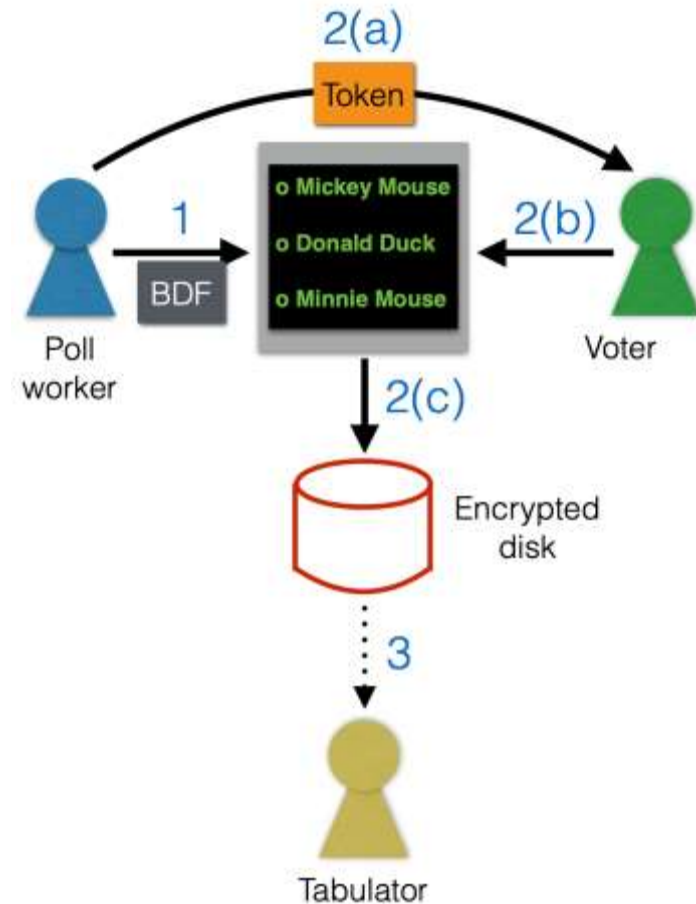 2(a)
Token
o Mickey Mouse
o Donald Duck
o Minnie Mouse
1
BDF
2(b)
Poll
worker
Voter
2(c)
Encrypted
disk
3
Tabulator